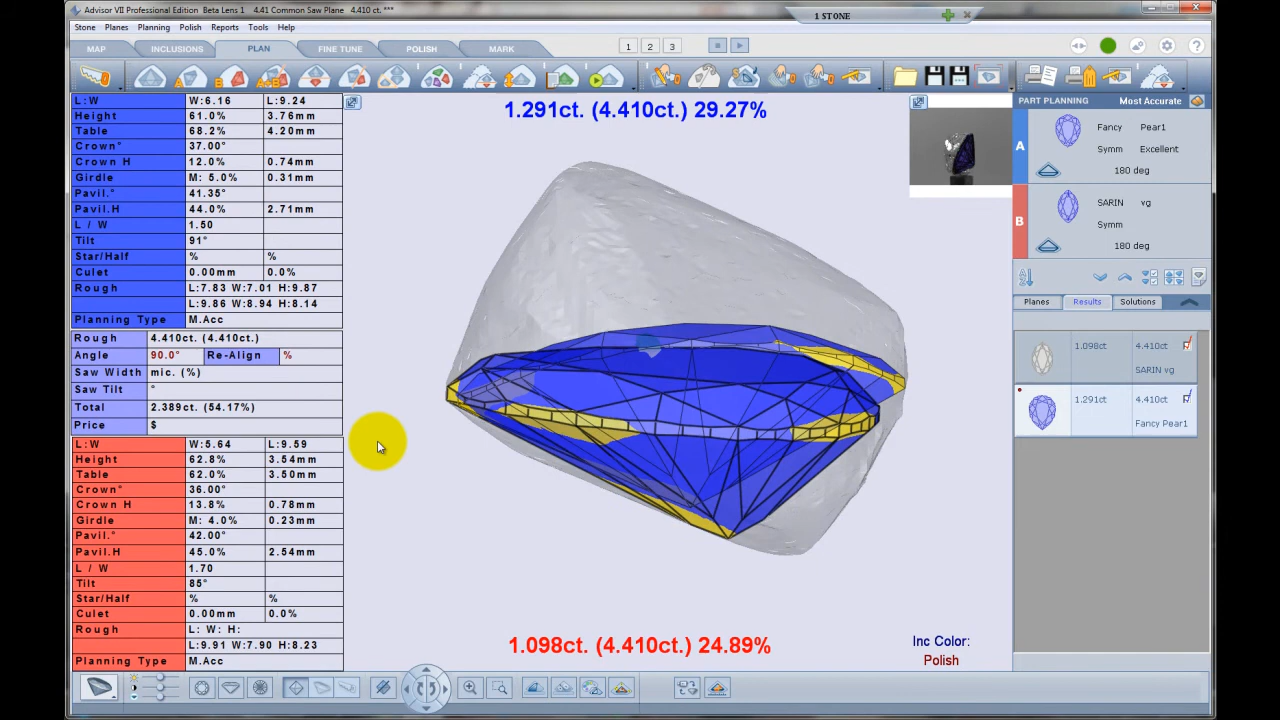 Advisor VII Professional Edition Beta Lens 1 4.41 Common Saw Plane 4.410 ct. ***
1 STONE
Stone Planes Planning Polish Reports Tools Help
MAP INCLUSIONS PLAN FINE TUNE POLISH MARK 1 2 3
L:W W:6.16 L:9.24
Height 61.0% 3.76mm
Table 68.2% 4.20mm
Crown° 37.00°
Crown H 12.0% 0.74mm
Girdle M: 5.0% 0.31mm
Pavil.° 41.35°
Pavil.H 44.0% 2.71mm
L / W 1.50
Tilt 91°
Star/Half % %
Culet 0.00mm 0.0%
Rough L:7.83 W:7.01 H:9.87
L:9.86 W:8.94 H:8.14
Planning Type M.Acc
Rough 4.410ct. (4.410ct.)
Angle 90.0° Re-Align %
Saw Width mic. (%)
Saw Tilt °
Total 2.389ct. (54.17%)
Price $
L:W W:5.64 L:9.59
Height 62.8% 3.54mm
Table 62.0% 3.50mm
Crown° 36.00°
Crown H 13.8% 0.78mm
Girdle M: 4.0% 0.23mm
Pavil.° 42.00°
Pavil.H 45.0% 2.54mm
L / W 1.70
Tilt 85°
Star/Half % %
Culet 0.00mm 0.0%
Rough L: W: H:
L:9.91 W:7.90 H:8.23
Planning Type M.Acc
1.291ct. (4.410ct.) 29.27%
1.098ct. (4.410ct.) 24.89%
Inc Color:
Polish
PART PLANNING Most Accurate
A
Fancy Pear1
Symm Excellent
180 deg
B
SARIN vg
Symm
180 deg
Planes Results Solutions
1.098ct 4.410ct
SARIN vg
1.291ct 4.410ct
Fancy Pear1